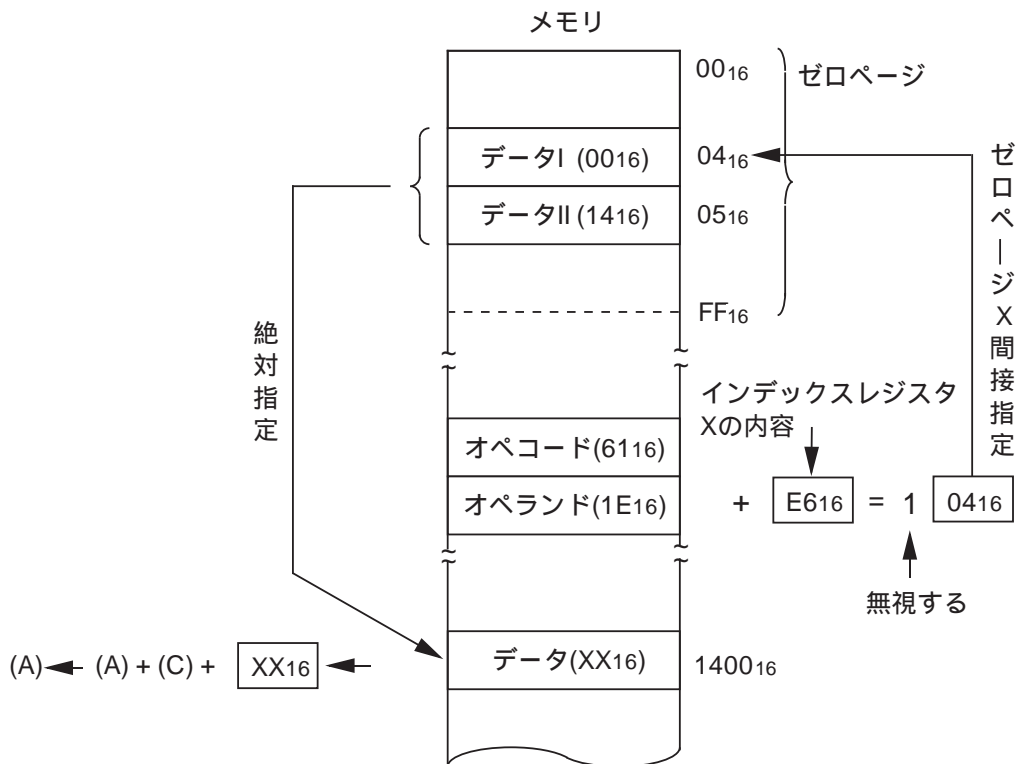 メモリ
0016
ゼロページ
データI (0016)
0416
データII (1416)
0516
FF16
ゼロページX間接指定
絶対指定
インデックスレジスタ
Xの内容
オペコード(6116)
オペランド(1E16)
+ E616 = 1 0416
無視する
データ(XX16)
140016
(A) (A) + (C) + XX16